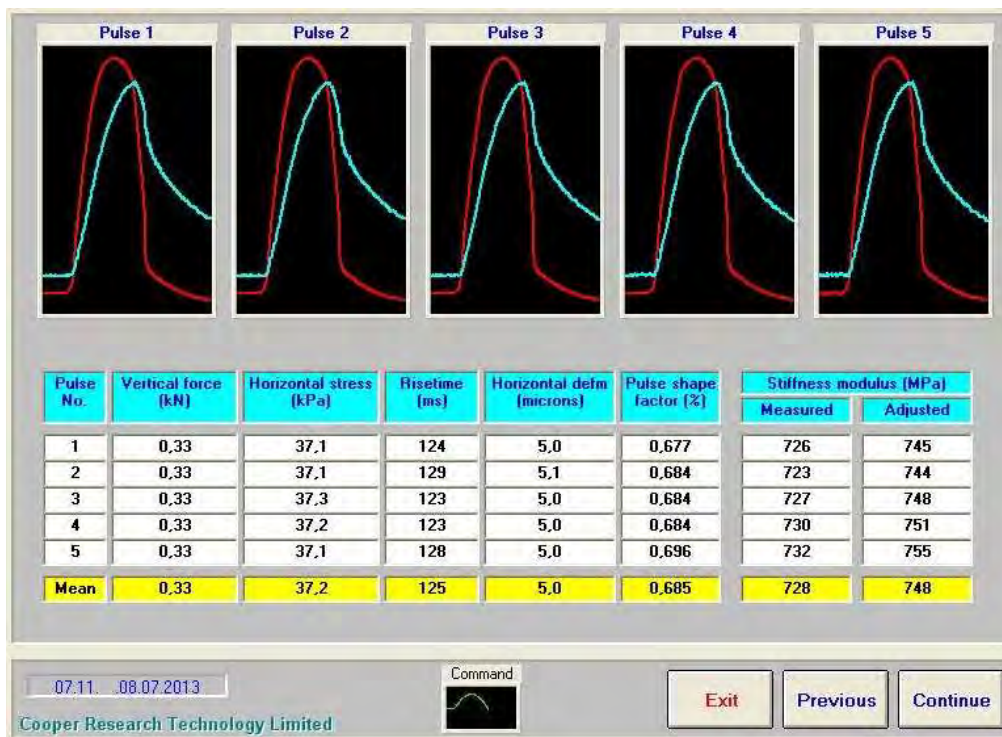 Pulse 1 Pulse 2 Pulse 3 Pulse 4 Pulse 5
Pulse No. Vertical force (kN) Horizontal stress (kPa) Risetime (ms) Horizontal defm (microns) Pulse shape factor (%) Stiffness modulus (MPa)
Measured Adjusted
1 0,33 37,1 124 5,0 0,677 726 745
2 0,33 37,1 129 5,1 0,684 723 744
3 0,33 37,3 123 5,0 0,684 727 748
4 0,33 37,2 123 5,0 0,684 730 751
5 0,33 37,1 128 5,0 0,696 732 755
Mean 0,33 37,2 125 5,0 0,685 728 748
07.11. .08.07.2013
Command
Exit Previous Continue
Cooper Research Technology Limited